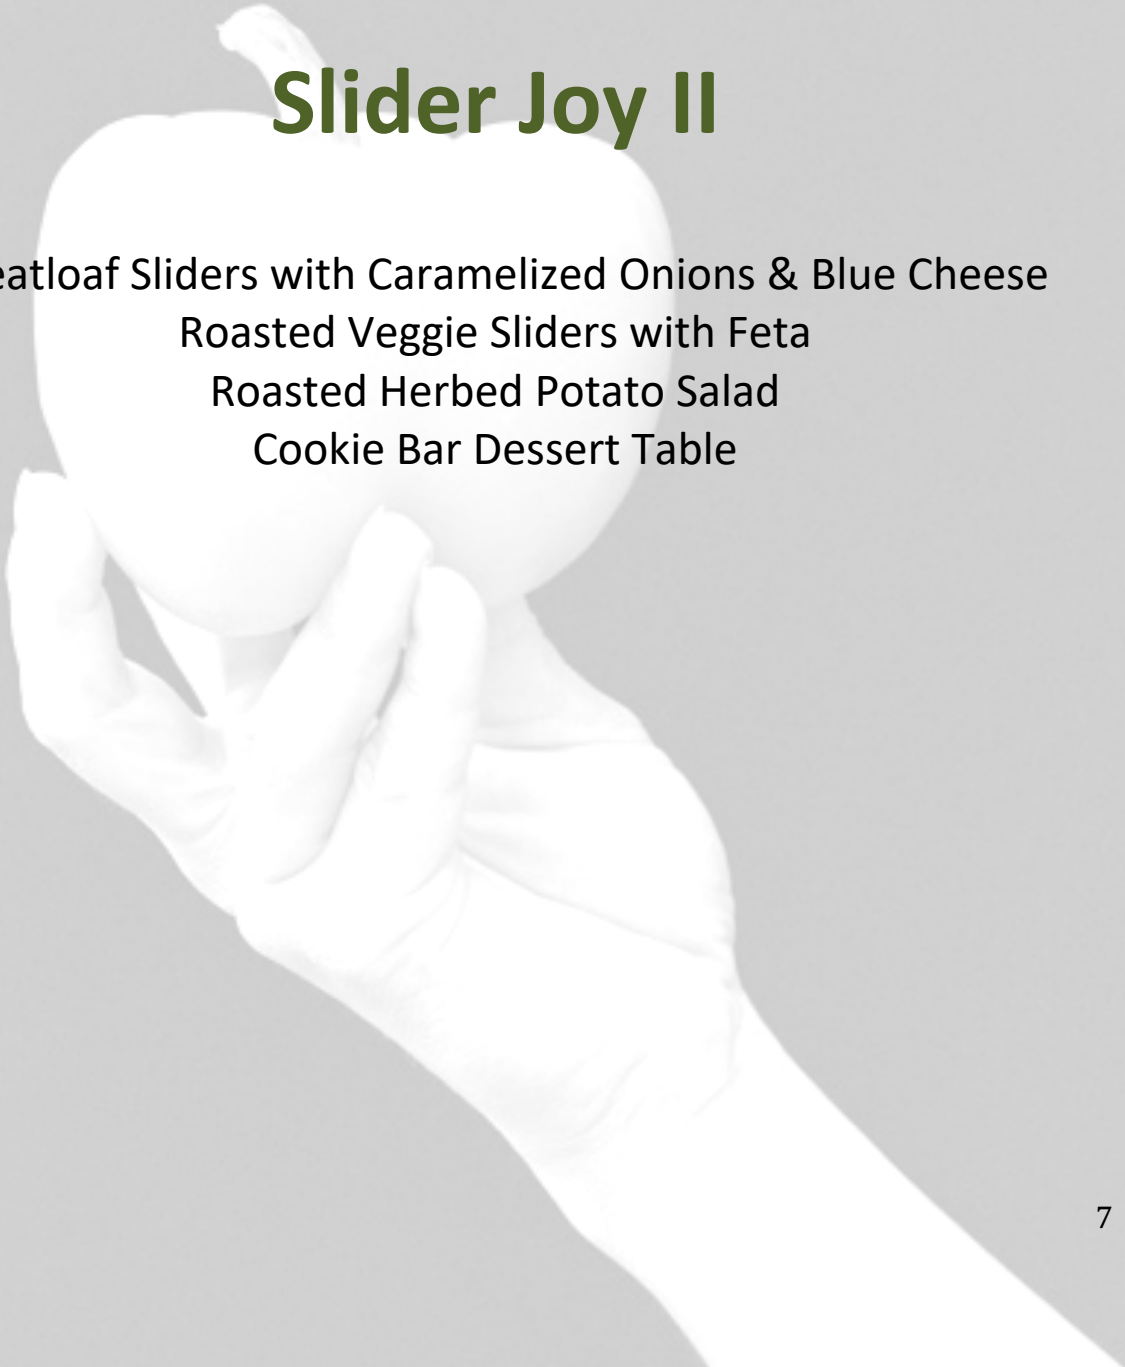 Slider Joy II
eatloaf Sliders with Caramelized Onions & Blue Cheese
Roasted Veggie Sliders with Feta
Roasted Herbed Potato Salad
Cookie Bar Dessert Table
7